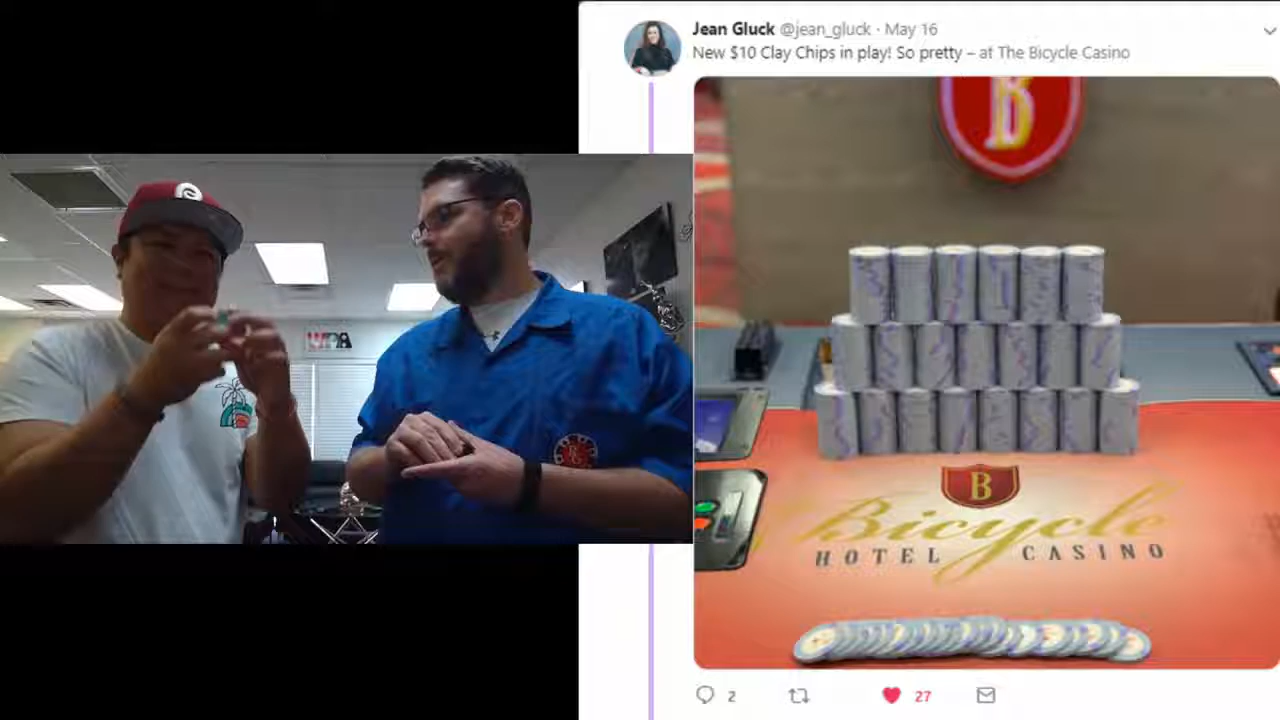 Jean Gluck @jean_gluck · May 16
New $10 Clay Chips in play! So pretty – at The Bicycle Casino
B
WPA
B
Bicycle
HOTEL CASINO
2
27